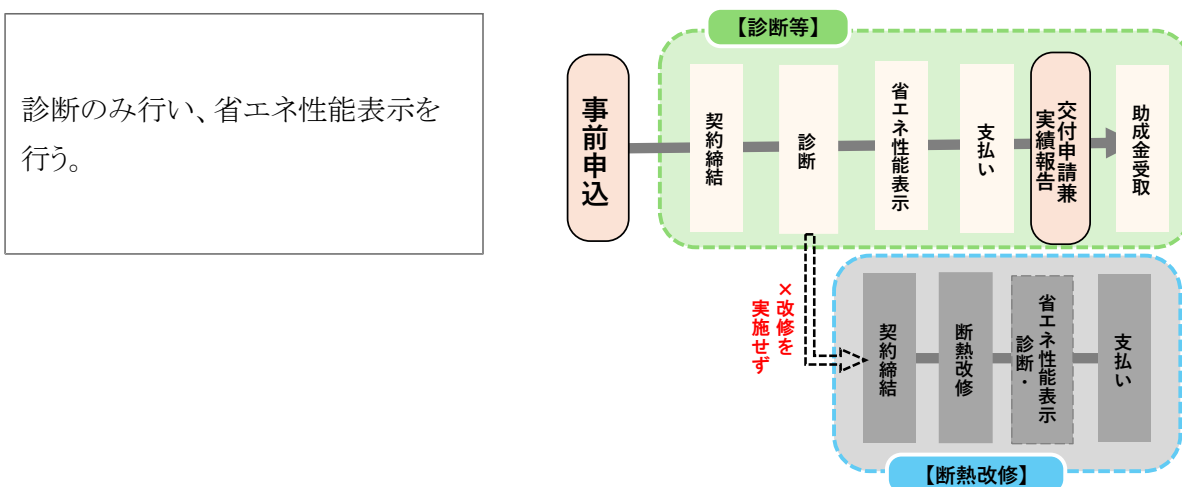 診断のみ行い、省エネ性能表示を
行う。
【診断等】
事前申込
契約締結
診断
省エネ性能表示
支払い
交付申請兼
実績報告
助成金受取
×改修を
実施せず
契約締結
断熱改修
省エネ性能表示
診断・
支払い
【断熱改修】